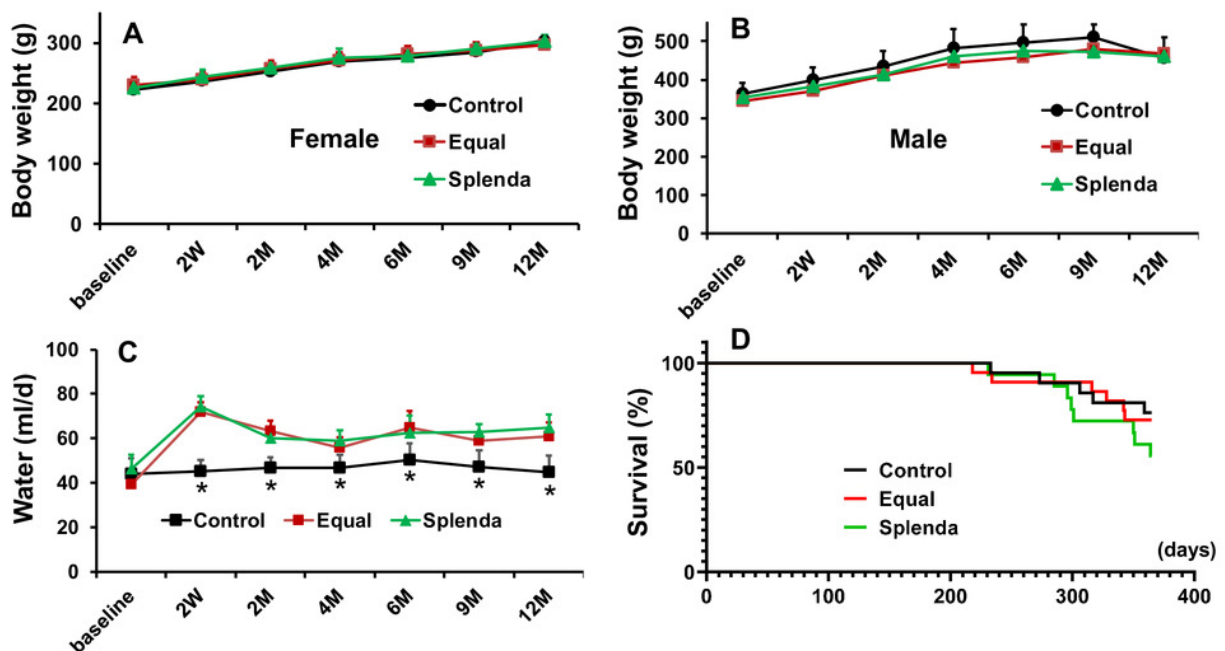 A
Body weight (g)
300
200
100
0
Female
Control
Equal
Splenda
baseline 2W 2M 4M 6M 9M 12M
B
Body weight (g)
500
400
300
200
100
0
Male
Control
Equal
Splenda
baseline 2W 2M 4M 6M 9M 12M
C
Water (ml/d)
100
80
60
40
20
0
* * * * * *
Control Equal Splenda
baseline 2W 2M 4M 6M 9M 12M
D
Survival (%)
100
50
0
Control
Equal
Splenda
(days)
0 100 200 300 400